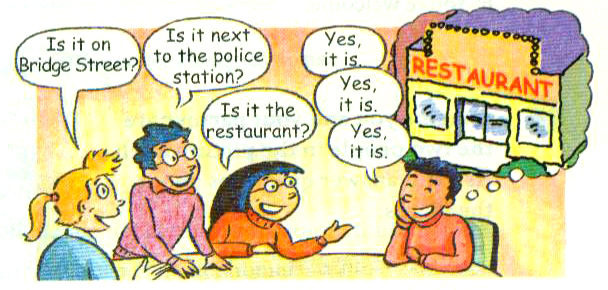 Is it on
Bridge Street?
Is it next
to the police
station?
Is it the
restaurant?
Yes,
it is.
Yes,
it is.
Yes,
it is.
RESTAURANT